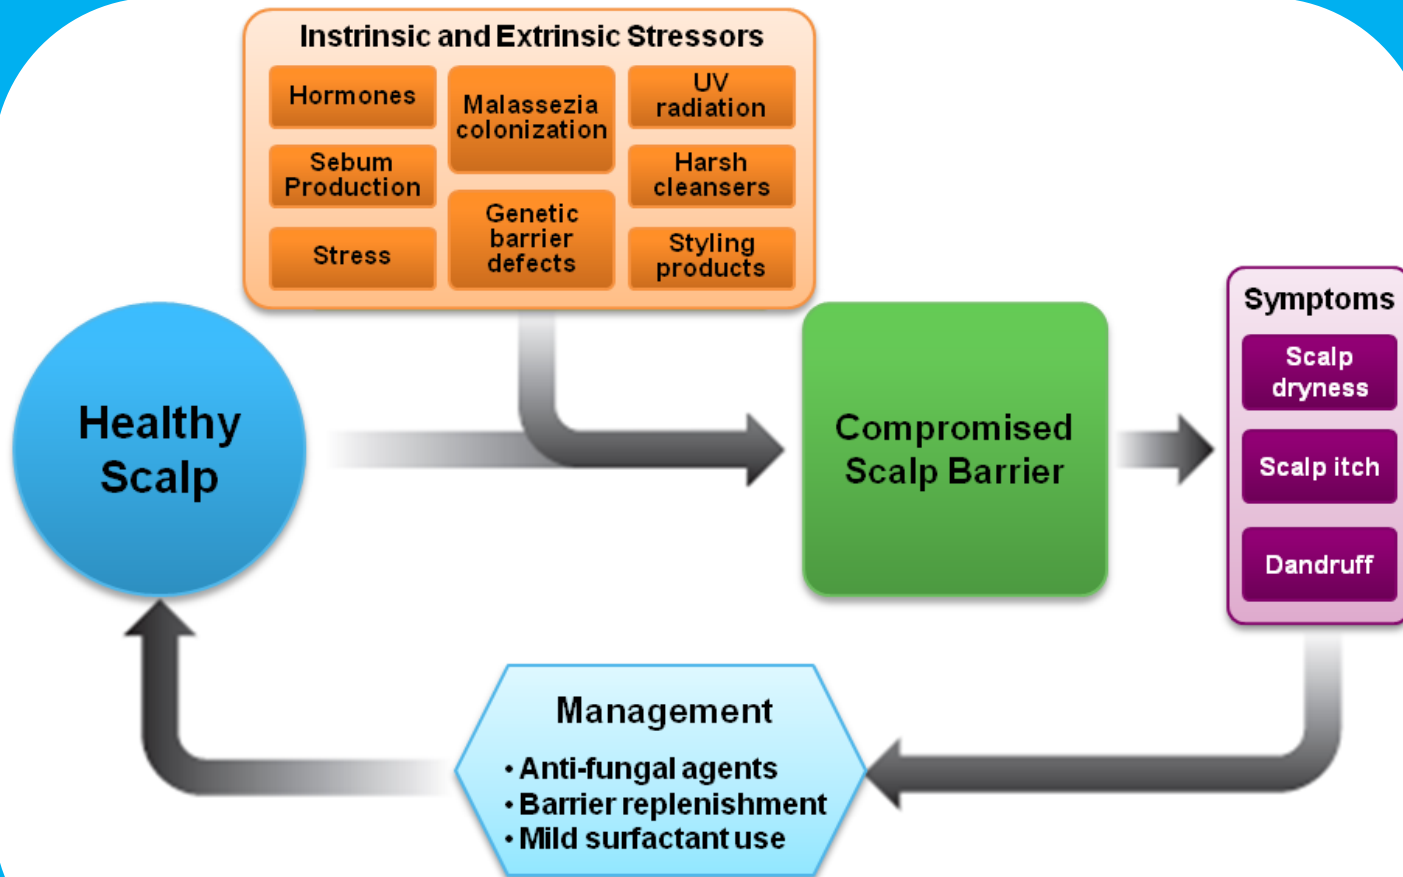 Instrinsic and Extrinsic Stressors
Hormones
Sebum
Production
Stress
Malassezia
colonization
Genetic
barrier
defects
UV
radiation
Harsh
cleansers
Styling
products
Healthy
Scalp
Compromised
Scalp Barrier
Symptoms
Scalp
dryness
Scalp itch
Dandruff
Management
• Anti-fungal agents
• Barrier replenishment
• Mild surfactant use